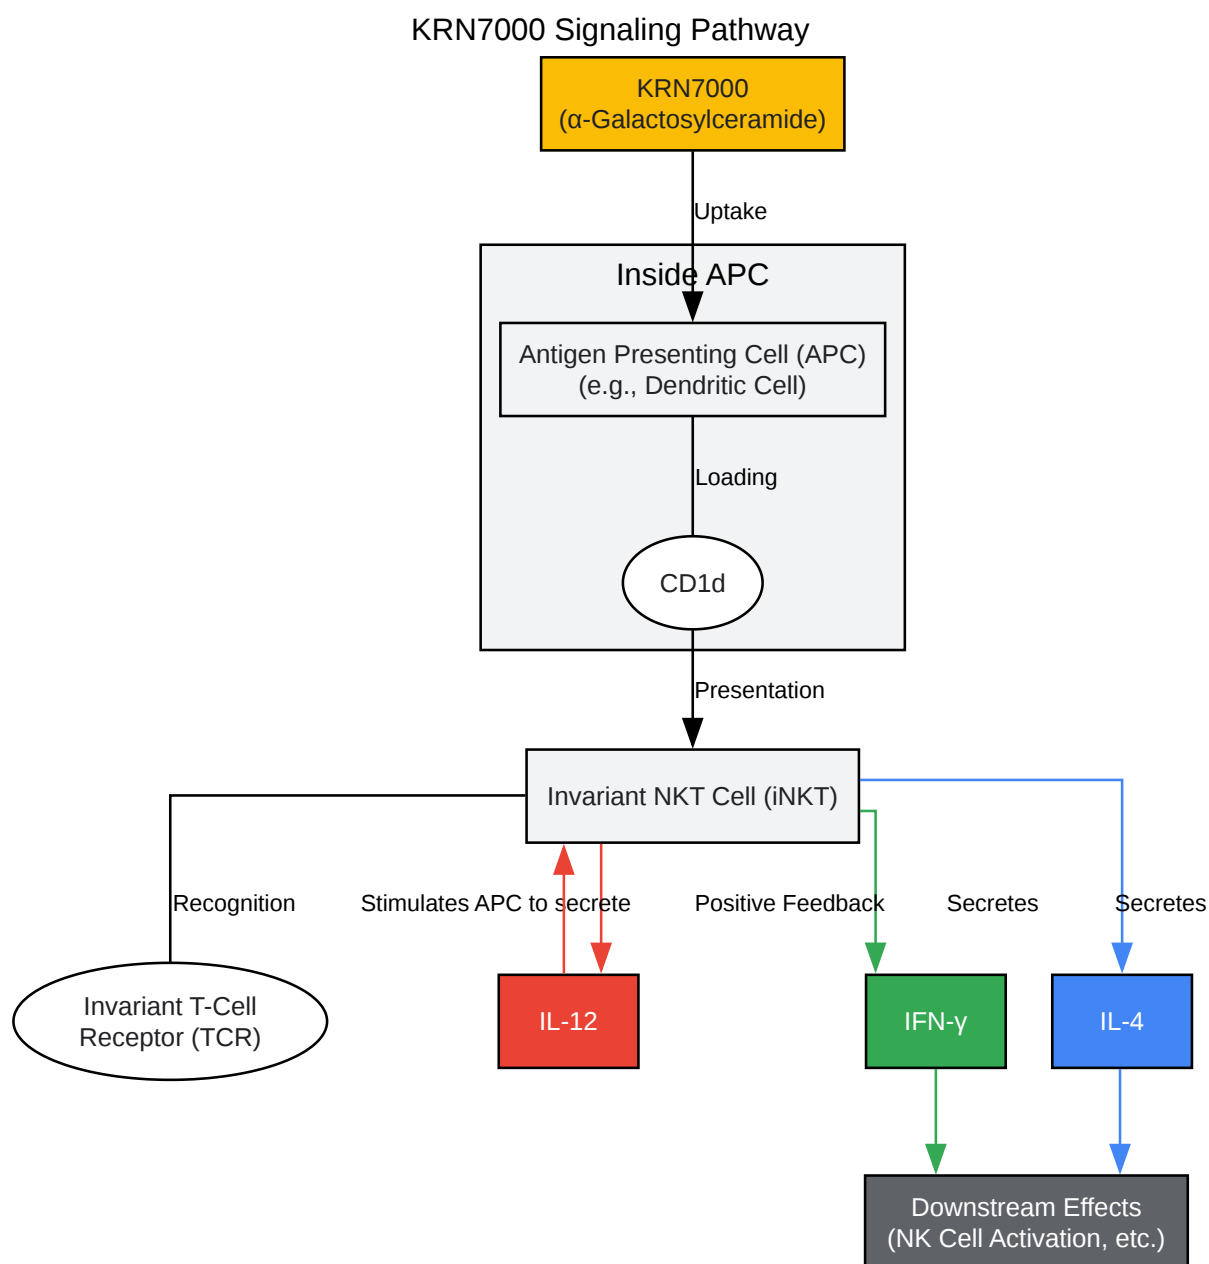 KRN7000 Signaling Pathway
KRN7000
(α-Galactosylceramide)
Uptake
Inside APC
Antigen Presenting Cell (APC)
(e.g., Dendritic Cell)
Loading
CD1d
Presentation
Invariant NKT Cell (iNKT)
Recognition
Stimulates APC to secrete
Positive Feedback
Secretes
Secretes
Invariant T-Cell
Receptor (TCR)
IL-12
IFN-γ
IL-4
Downstream Effects
(NK Cell Activation, etc.)